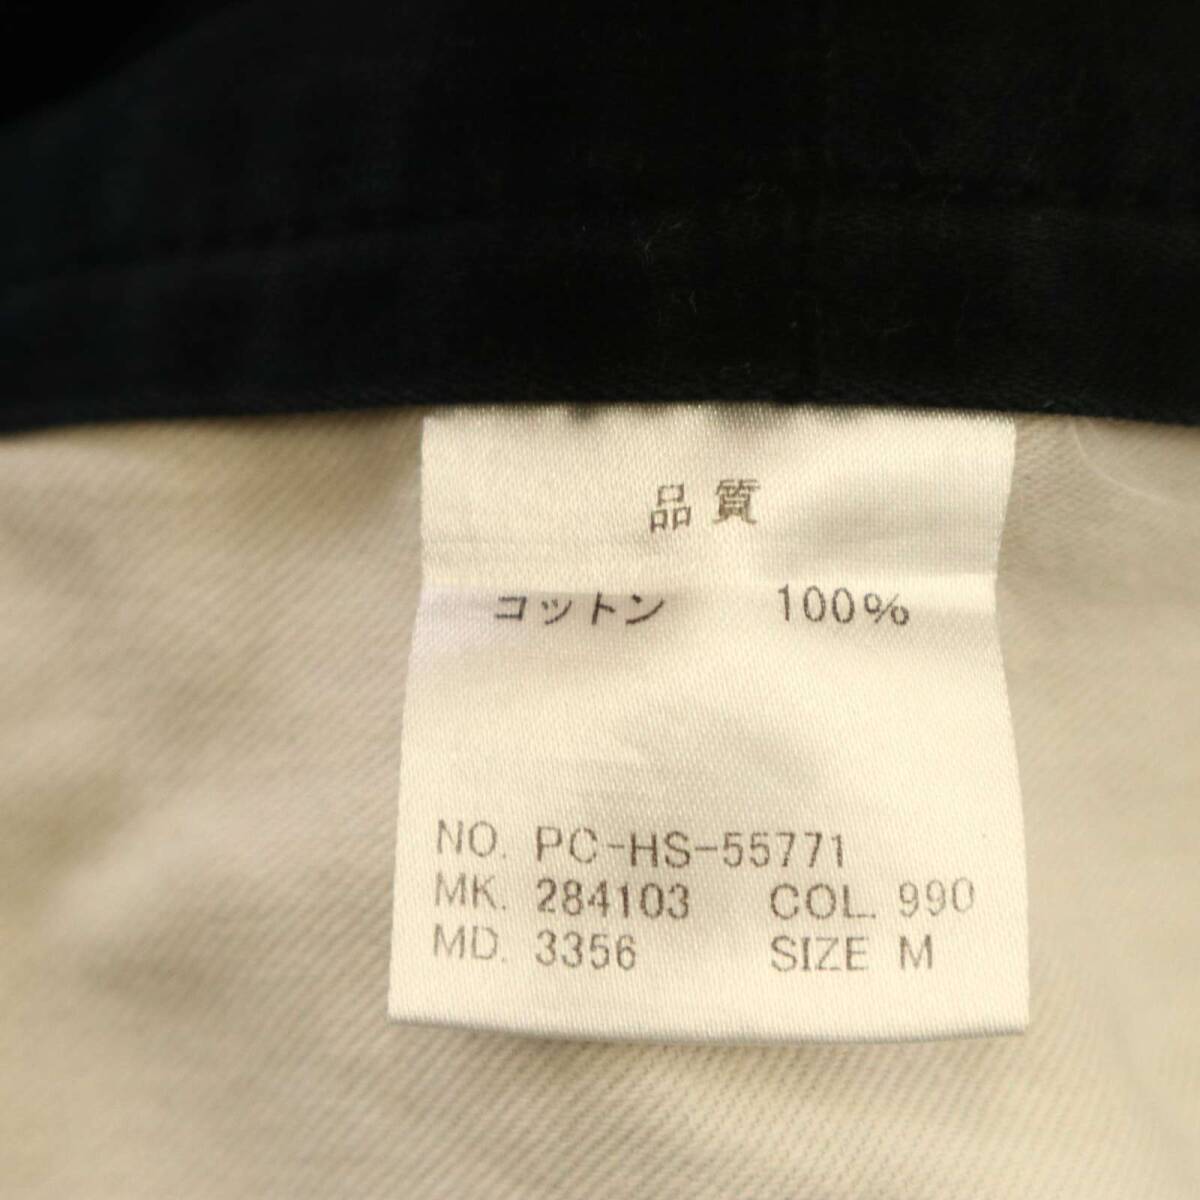 品質
コットン 100%
NO. PC-HS-55771
MK. 284103 COL. 990
MD. 3356 SIZE M